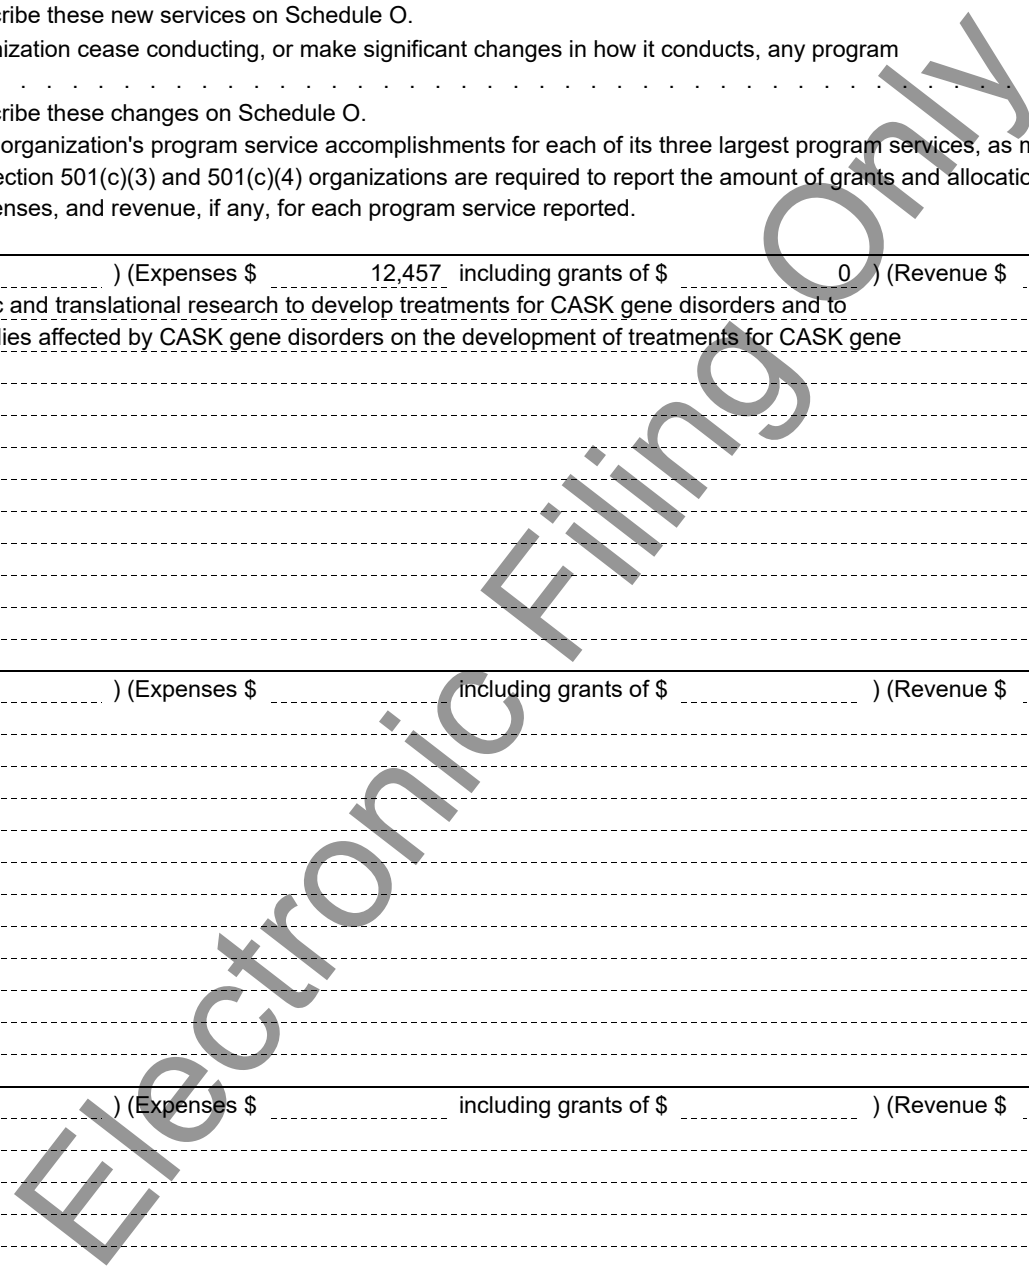 cribe these new services on Schedule O.
nization cease conducting, or make significant changes in how it conducts, any program
. . . . . . . . . . . . . . . . . . . . . . . . . . . . . . . . . . . . . . .
cribe these changes on Schedule O.
organization's program service accomplishments for each of its three largest program services, as m
ection 501(c)(3) and 501(c)(4) organizations are required to report the amount of grants and allocatio
enses, and revenue, if any, for each program service reported.
) (Expenses $ 12,457 including grants of $ 0 ) (Revenue $
c and translational research to develop treatments for CASK gene disorders and to
lies affected by CASK gene disorders on the development of treatments for CASK gene
) (Expenses $ including grants of $ ) (Revenue $
) (Expenses $ including grants of $ ) (Revenue $
Electronic Filing Only